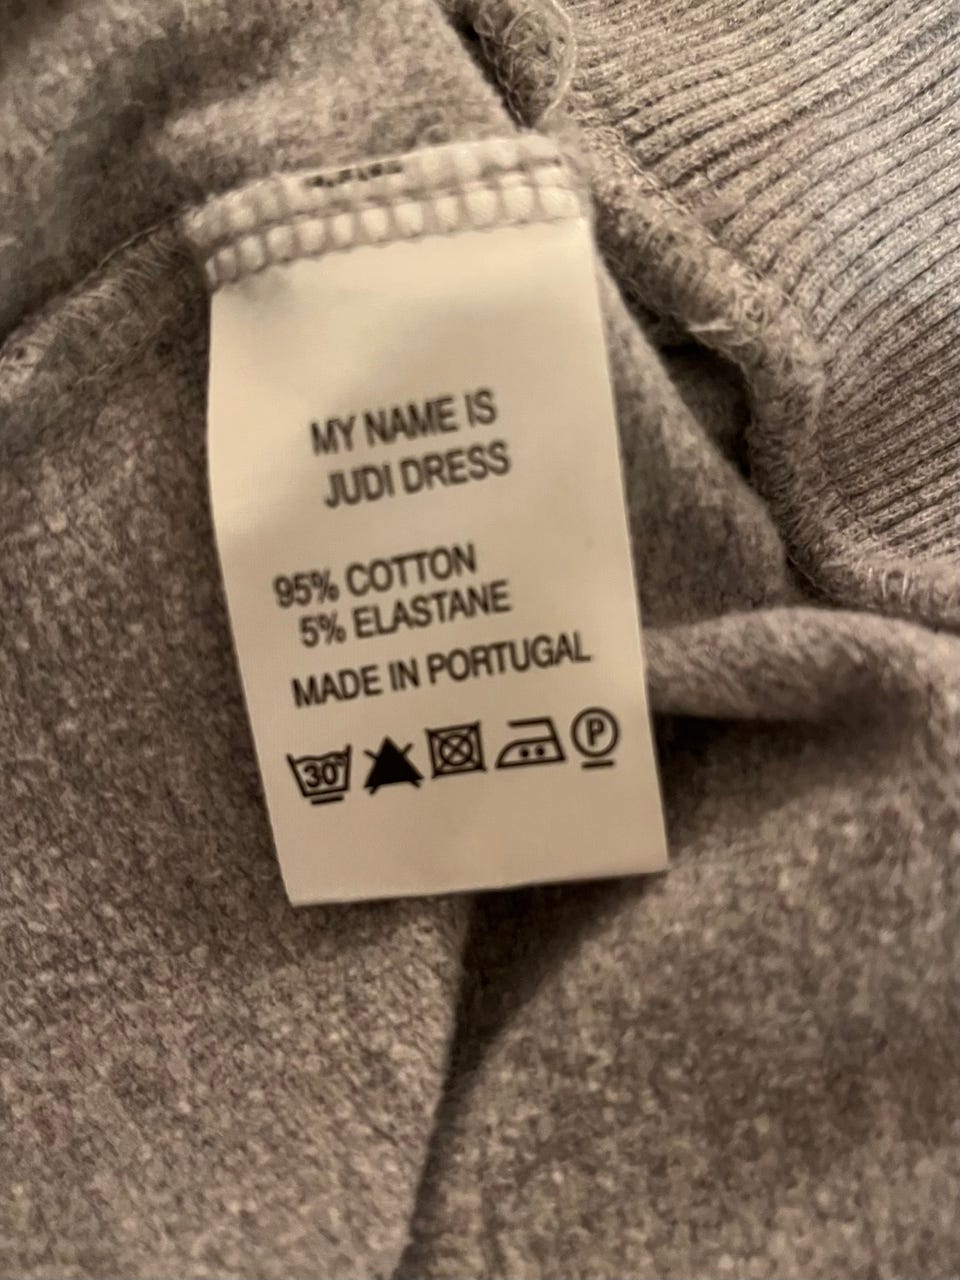 MY NAME IS
JUDI DRESS
95% COTTON
5% ELASTANE
MADE IN PORTUGAL
30°
P